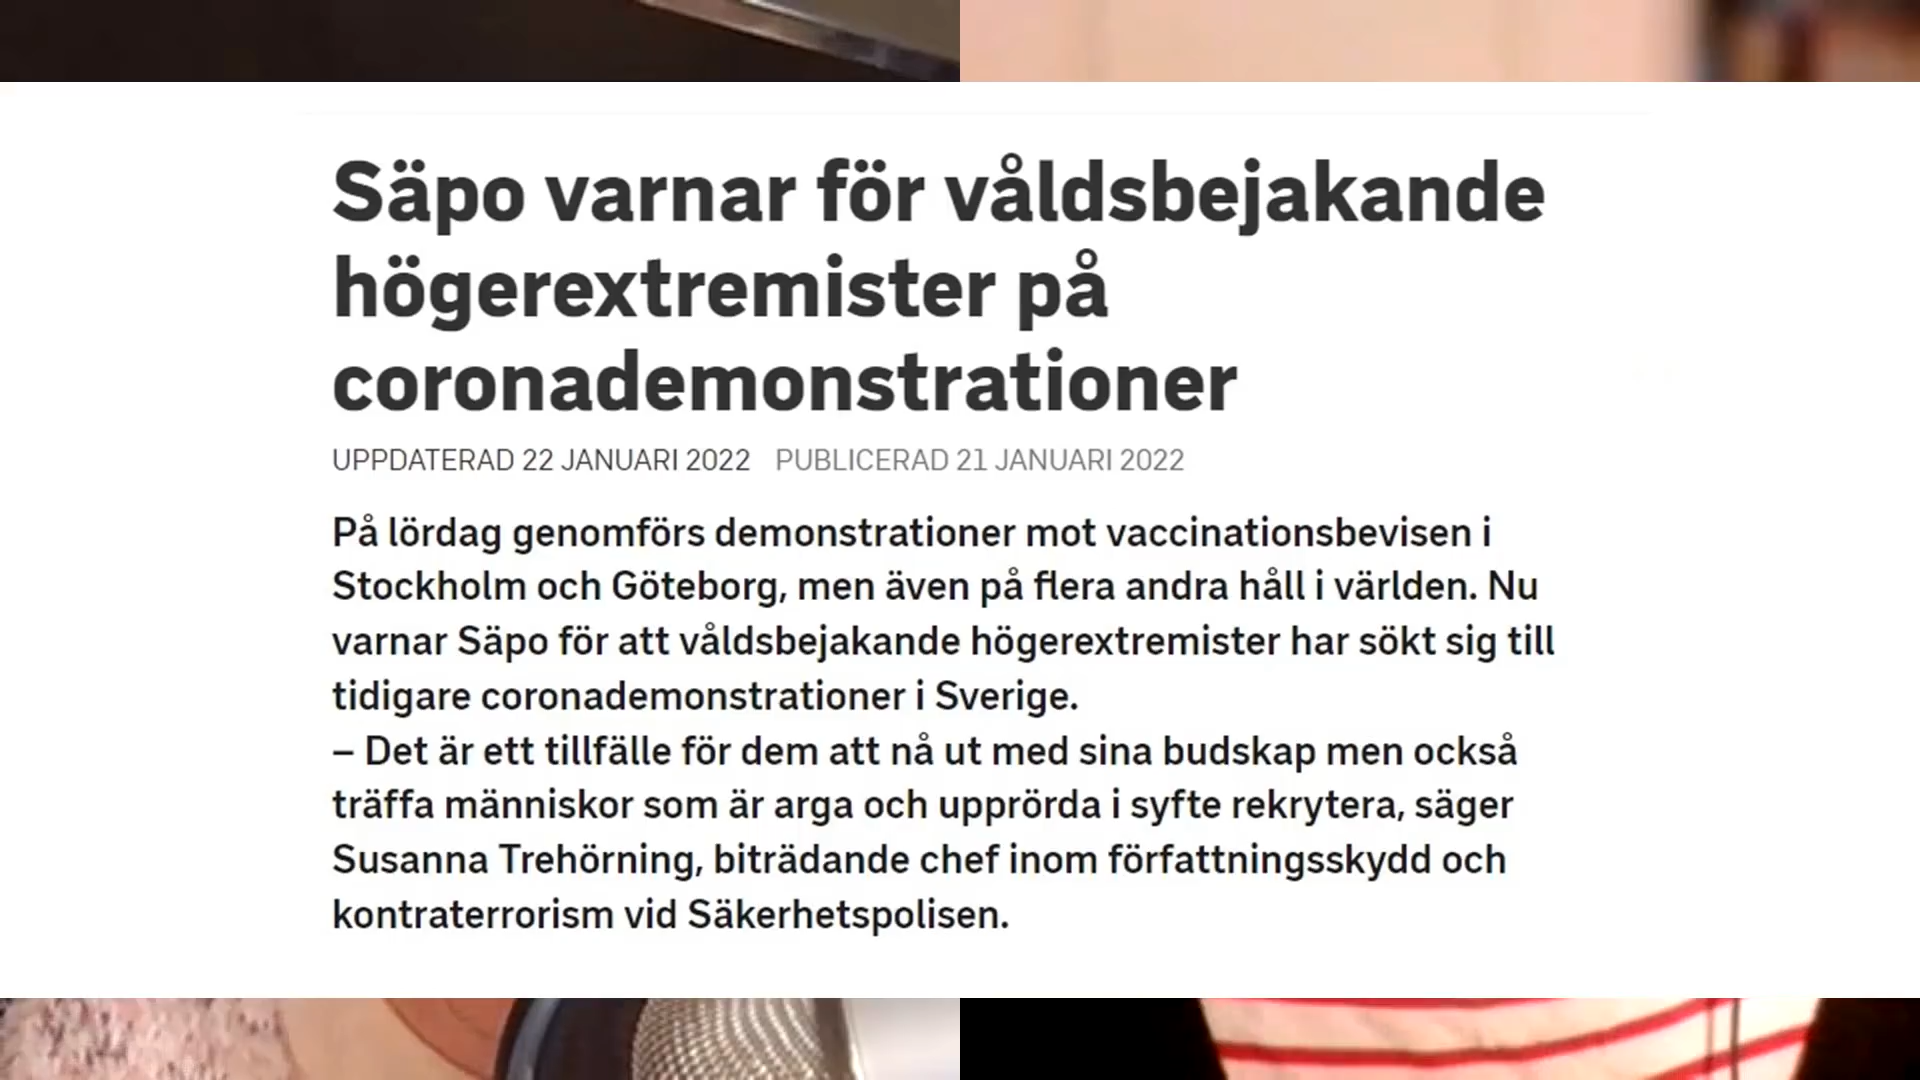 Säpo varnar för våldsbejakande
högerextremister på
coronademonstrationer
UPPDATERAD 22 JANUARI 2022 PUBLICERAD 21 JANUARI 2022
På lördag genomförs demonstrationer mot vaccinationsbevisen i
Stockholm och Göteborg, men även på flera andra håll i världen. Nu
varnar Säpo för att våldsbejakande högerextremister har sökt sig till
tidigare coronademonstrationer i Sverige.
– Det är ett tillfälle för dem att nå ut med sina budskap men också
träffa människor som är arga och upprörda i syfte rekrytera, säger
Susanna Trehörning, biträdande chef inom författningsskydd och
kontraterrorism vid Säkerhetspolisen.